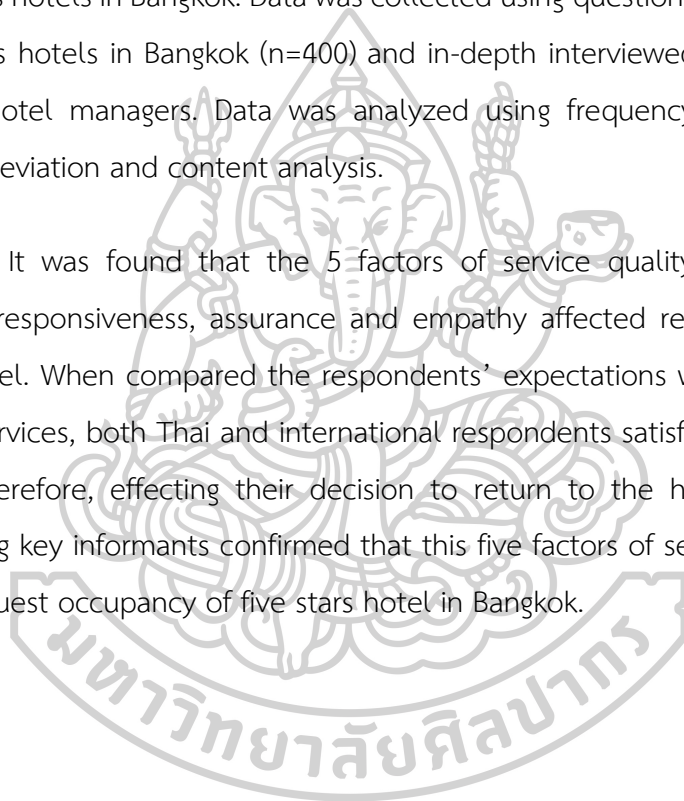 s hotels in Bangkok. Data was collected using question
s hotels in Bangkok (n=400) and in-depth interviewed
otel managers. Data was analyzed using frequency,
eviation and content analysis.
It was found that the 5 factors of service quality
responsiveness, assurance and empathy affected re
el. When compared the respondents’ expectations w
rvices, both Thai and international respondents satisf
erefore, effecting their decision to return to the h
g key informants confirmed that this five factors of se
uest occupancy of five stars hotel in Bangkok.
มหาวิทยาลัยศิลปากร